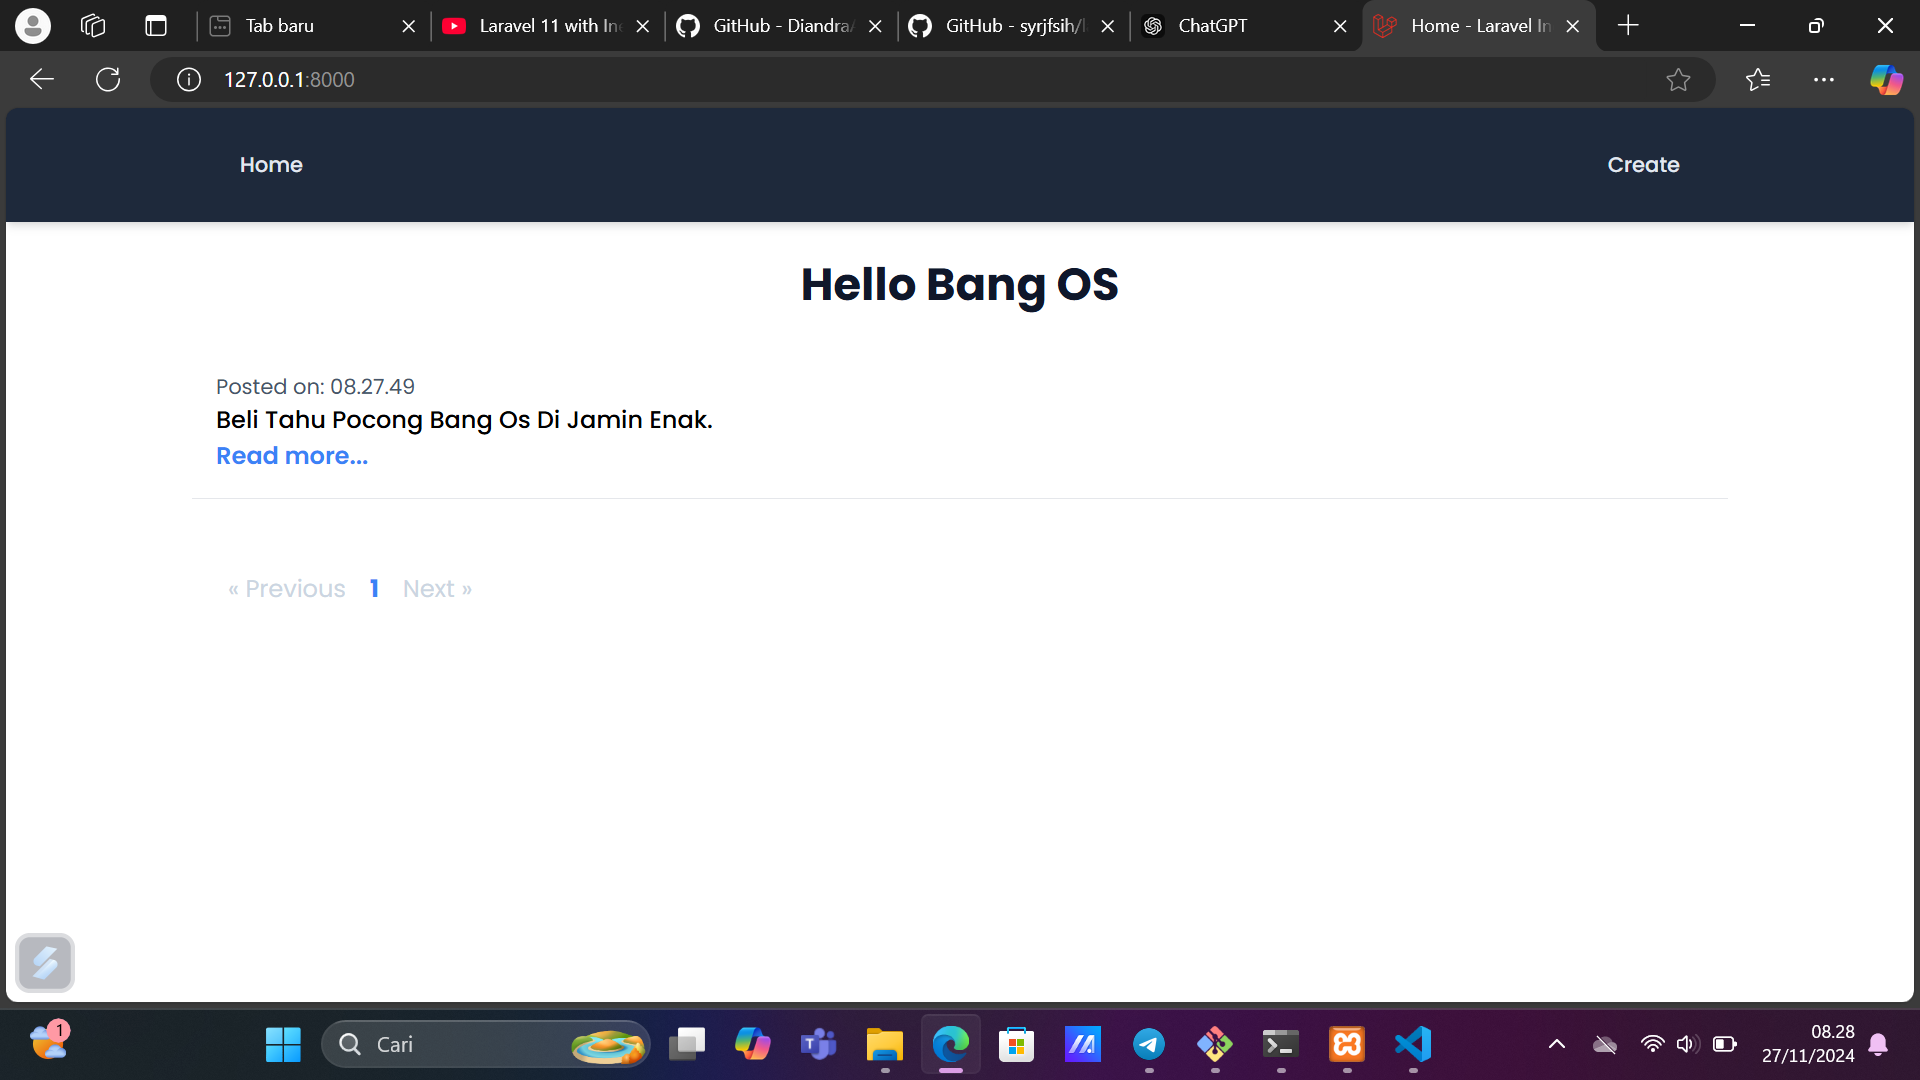 Tab baru
Laravel 11 with Ine
GitHub - Diandra
GitHub - syrjfsih/l
ChatGPT
Home - Laravel In
127.0.0.1:8000
Home
Create
Hello Bang OS
Posted on: 08.27.49
Beli Tahu Pocong Bang Os Di Jamin Enak.
Read more...
« Previous 1 Next »
1
Cari
08.28
27/11/2024